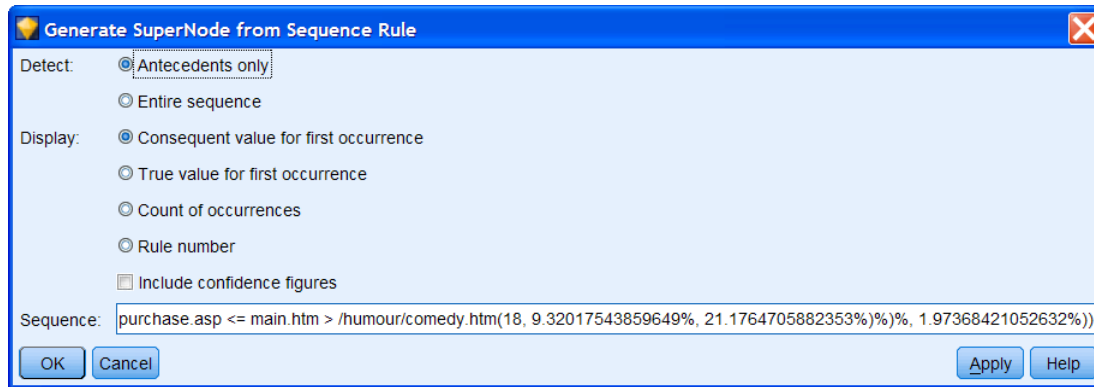 Generate SuperNode from Sequence Rule
Detect: Antecedents only
Entire sequence
Display: Consequent value for first occurrence
True value for first occurrence
Count of occurrences
Rule number
Include confidence figures
Sequence: purchase.asp <= main.htm > /humour/comedy.htm(18, 9.32017543859649%, 21.1764705882353%)%)%, 1.97368421052632%))
OK Cancel Apply Help